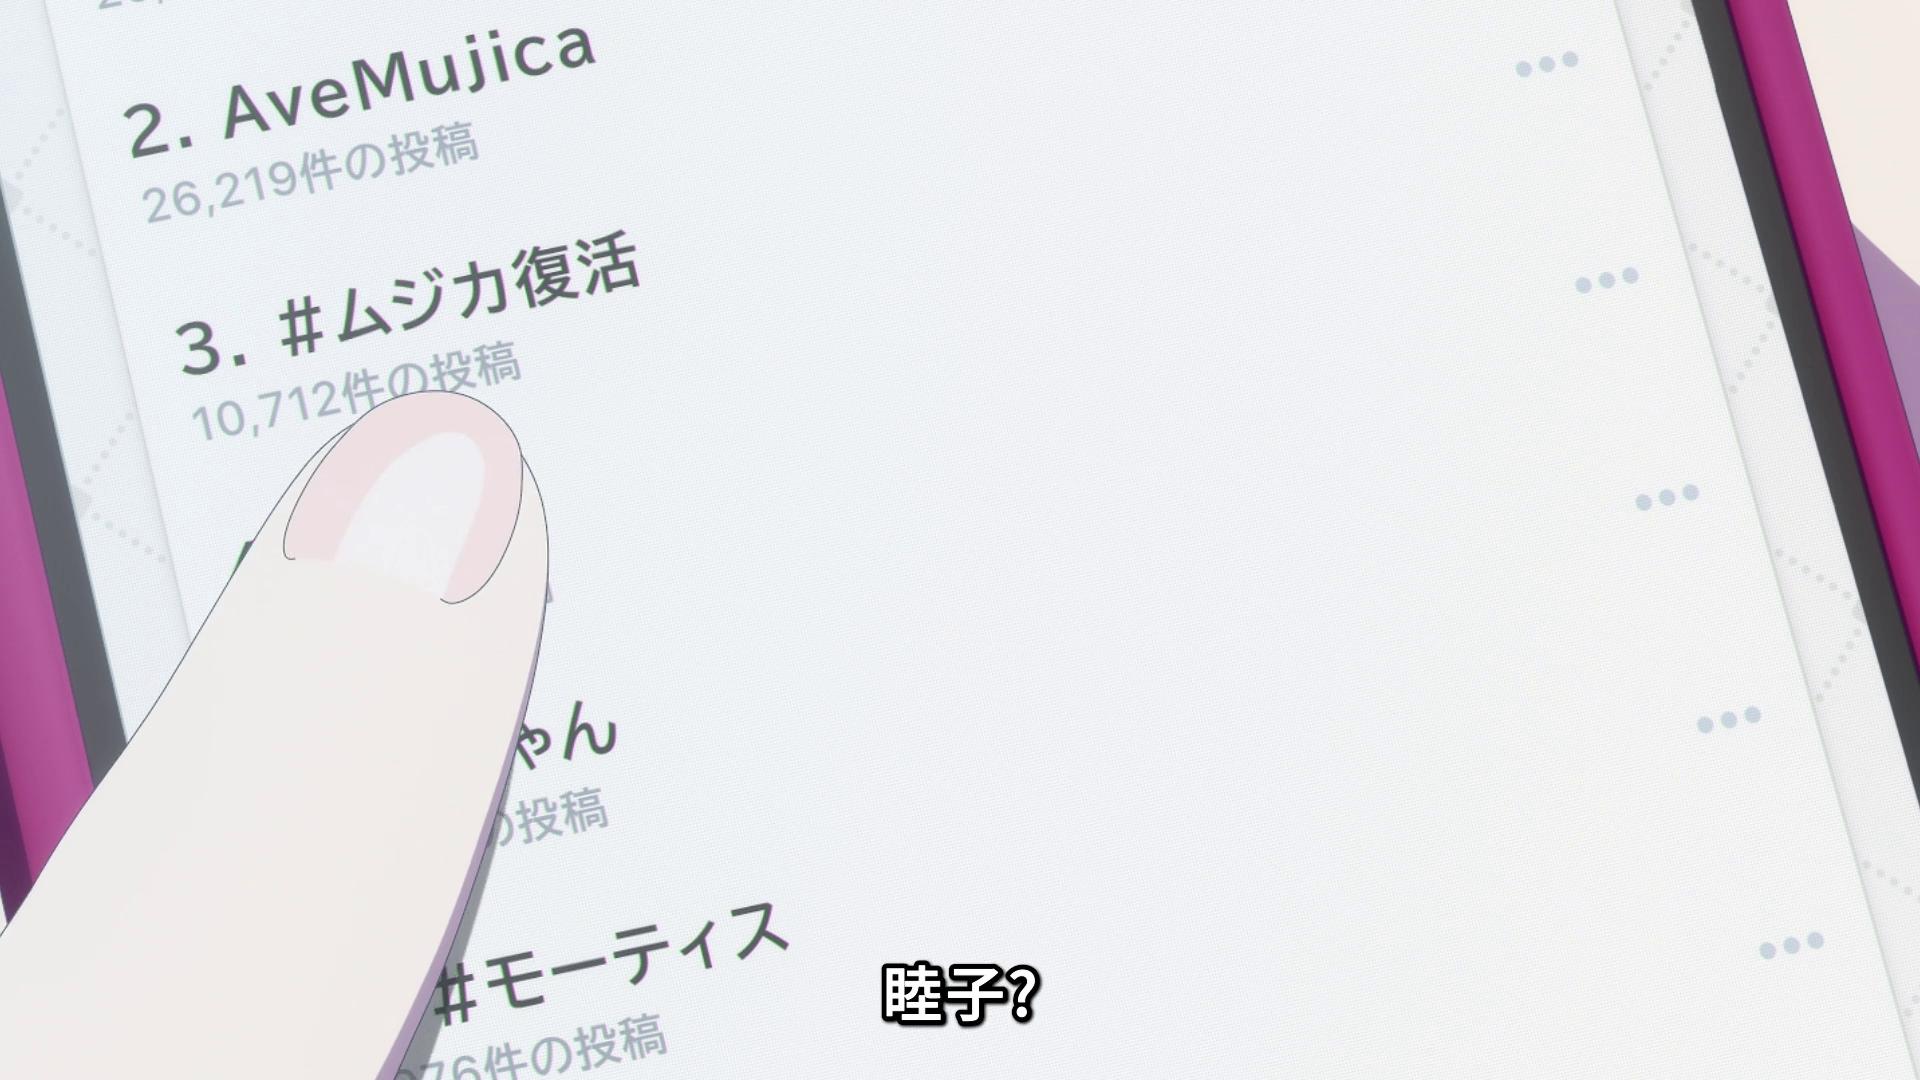 2. AveMujica
26,219件の投稿
3. #ムジカ復活
10,712件の投稿
ゃん
の投稿
#モーティス
76件の投稿
睦子?